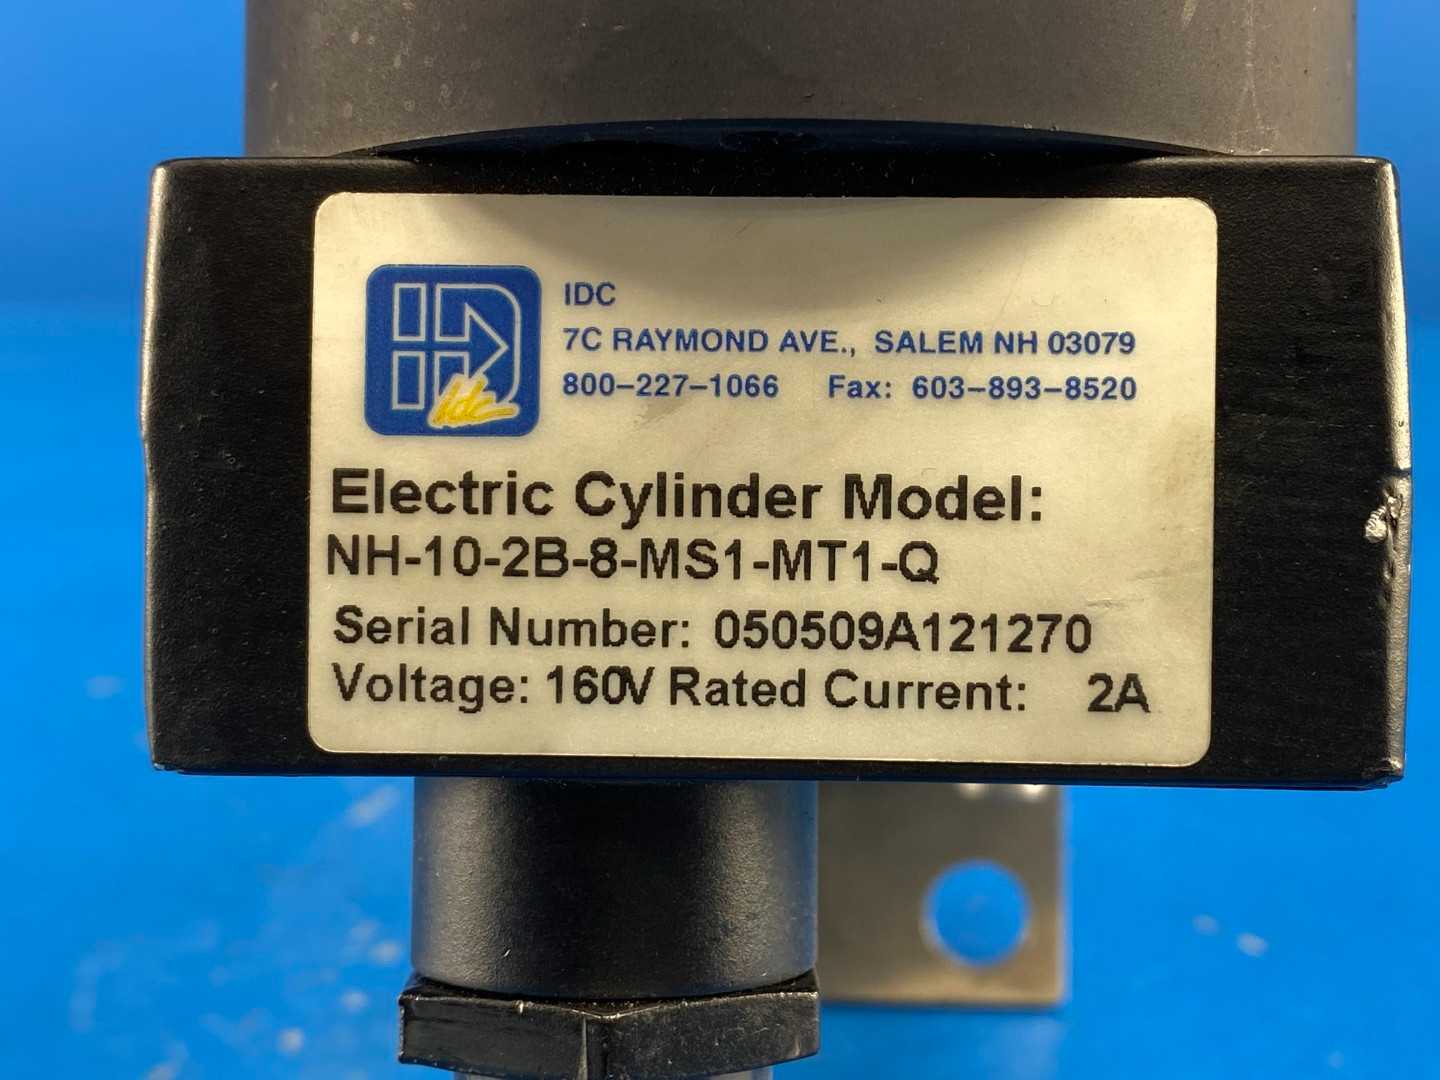 idc
IDC
7C RAYMOND AVE., SALEM NH 03079
800-227-1066 Fax: 603-893-8520
Electric Cylinder Model:
NH-10-2B-8-MS1-MT1-Q
Serial Number: 050509A121270
Voltage: 160V Rated Current: 2A